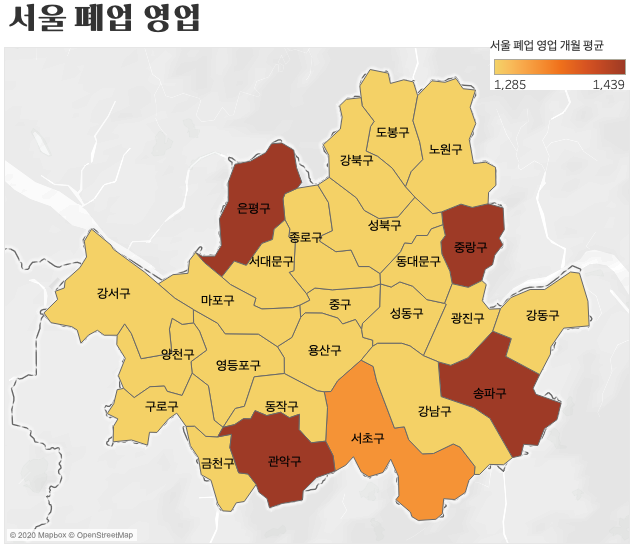 서울 폐업 영업
서울 폐업 영업 개월 평균
1,285 1,439
도봉구
노원구
강북구
은평구
성북구
종로구
중랑구
서대문구
동대문구
강서구
마포구
중구
성동구
광진구
강동구
양천구
용산구
영등포구
송파구
구로구
동작구
강남구
서초구
금천구
관악구
© 2020 Mapbox © OpenStreetMap